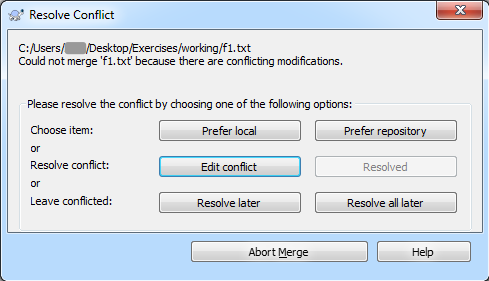 Resolve Conflict
C:/Users/ /Desktop/Exercises/working/f1.txt
Could not merge 'f1.txt' because there are conflicting modifications.
Please resolve the conflict by choosing one of the following options:
Choose item: Prefer local Prefer repository
or
Resolve conflict: Edit conflict Resolved
or
Leave conflicted: Resolve later Resolve all later
Abort Merge Help